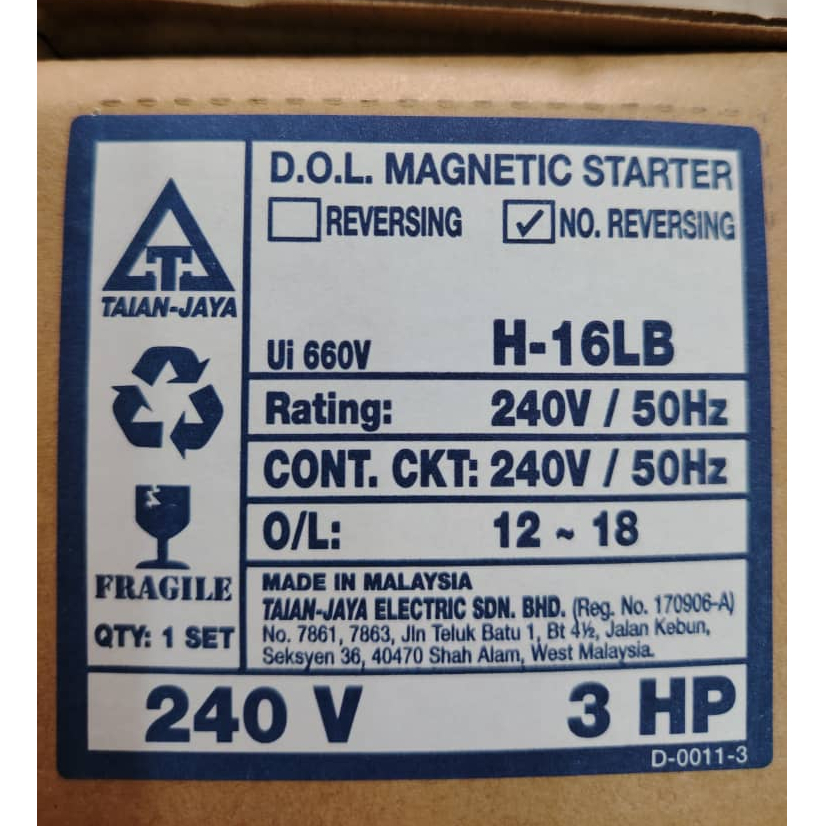 D.O.L. MAGNETIC STARTER
REVERSING ✓ NO. REVERSING
TAIAN-JAYA
Ui 660V H-16LB
Rating: 240V / 50Hz
CONT. CKT: 240V / 50Hz
O/L: 12 ~ 18
FRAGILE
QTY: 1 SET
MADE IN MALAYSIA
TAIAN-JAYA ELECTRIC SDN. BHD. (Reg. No. 170906-A)
No. 7861, 7863, Jln Teluk Batu 1, Bt 4½, Jalan Kebun,
Seksyen 36, 40470 Shah Alam, West Malaysia.
240 V 3 HP
D-0011-3